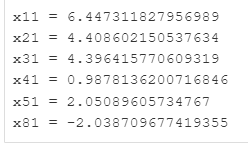 x11 = 6.447311827956989
x21 = 4.408602150537634
x31 = 4.396415770609319
x41 = 0.9878136200716846
x51 = 2.05089605734767
x81 = -2.038709677419355